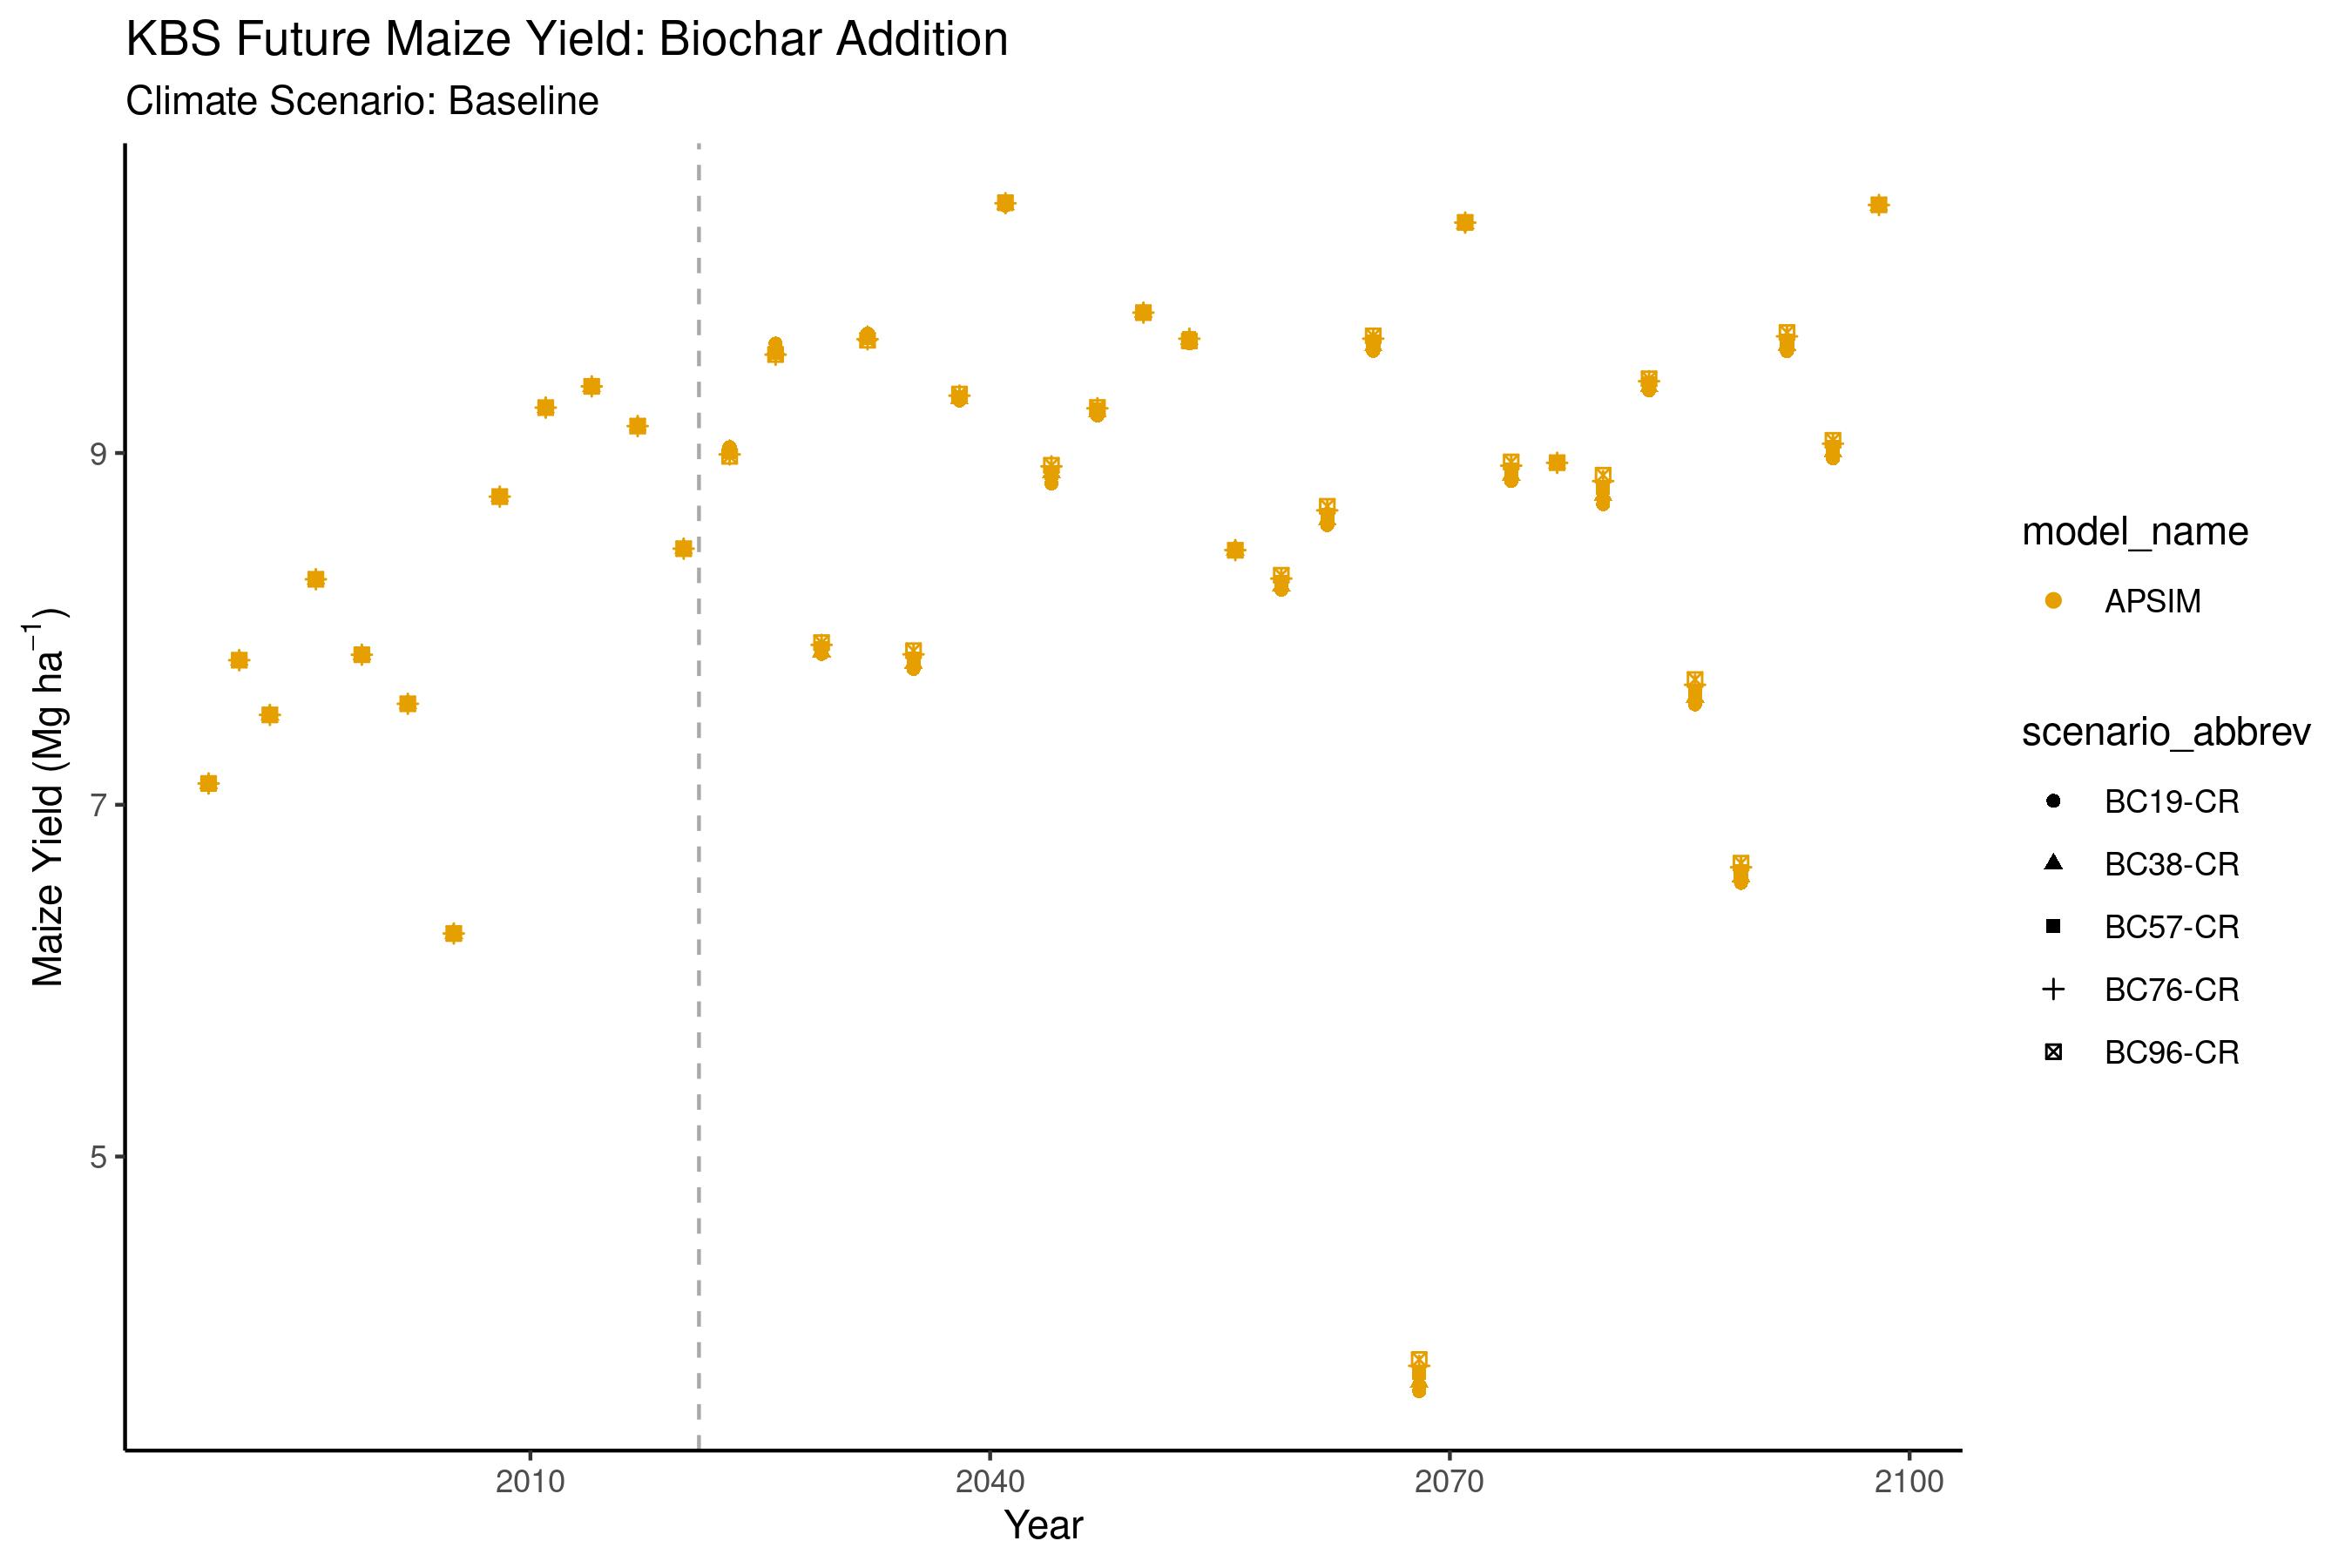 KBS Future Maize Yield: Biochar Addition
Climate Scenario: Baseline
Maize Yield (Mg ha⁻¹)
9
7
5
2010
2040
2070
2100
Year
model_name
APSIM
scenario_abbrev
BC19-CR
BC38-CR
BC57-CR
BC76-CR
BC96-CR